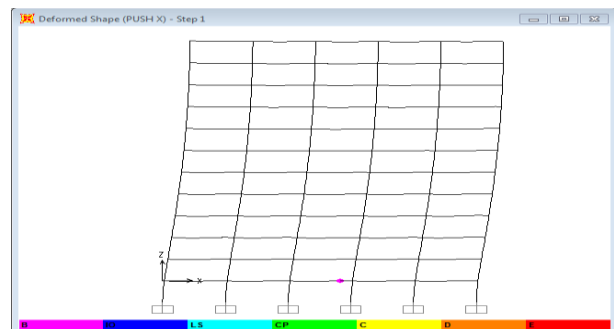 Deformed Shape (PUSH X) - Step 1
Z
X
B IO LS CP C D E